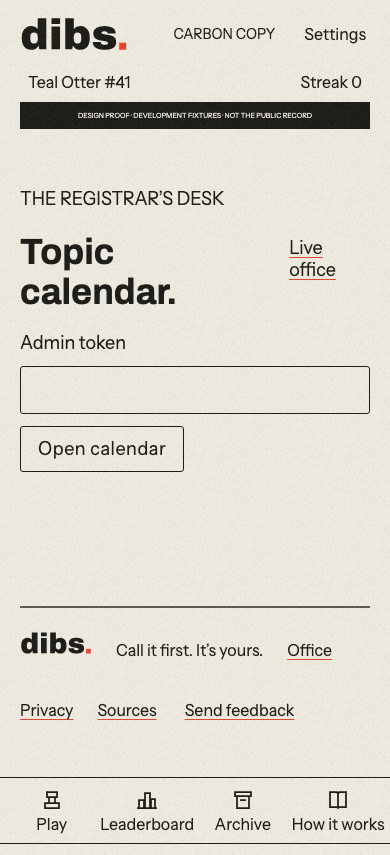 dibs.
CARBON COPY
Settings
Teal Otter #41
Streak 0
DESIGN PROOF · DEVELOPMENT FIXTURES · NOT THE PUBLIC RECORD
THE REGISTRAR’S DESK
Topic
calendar.
Live
office
Admin token
Open calendar
dibs.
Call it first. It’s yours.
Office
Privacy
Sources
Send feedback
Play
Leaderboard
Archive
How it works